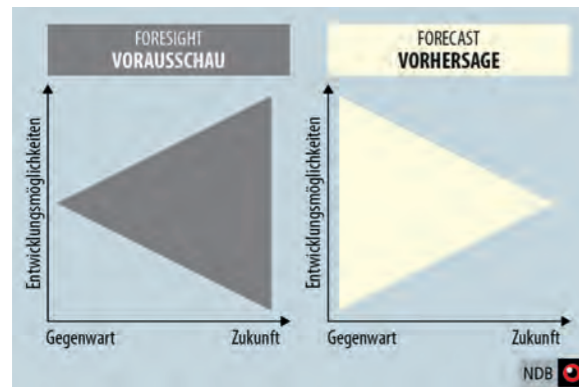 FORESIGHT
VORAUSSCHAU
Entwicklungsmöglichkeiten
Gegenwart
Zukunft
FORECAST
VORHERSAGE
Entwicklungsmöglichkeiten
Gegenwart
Zukunft
NDB